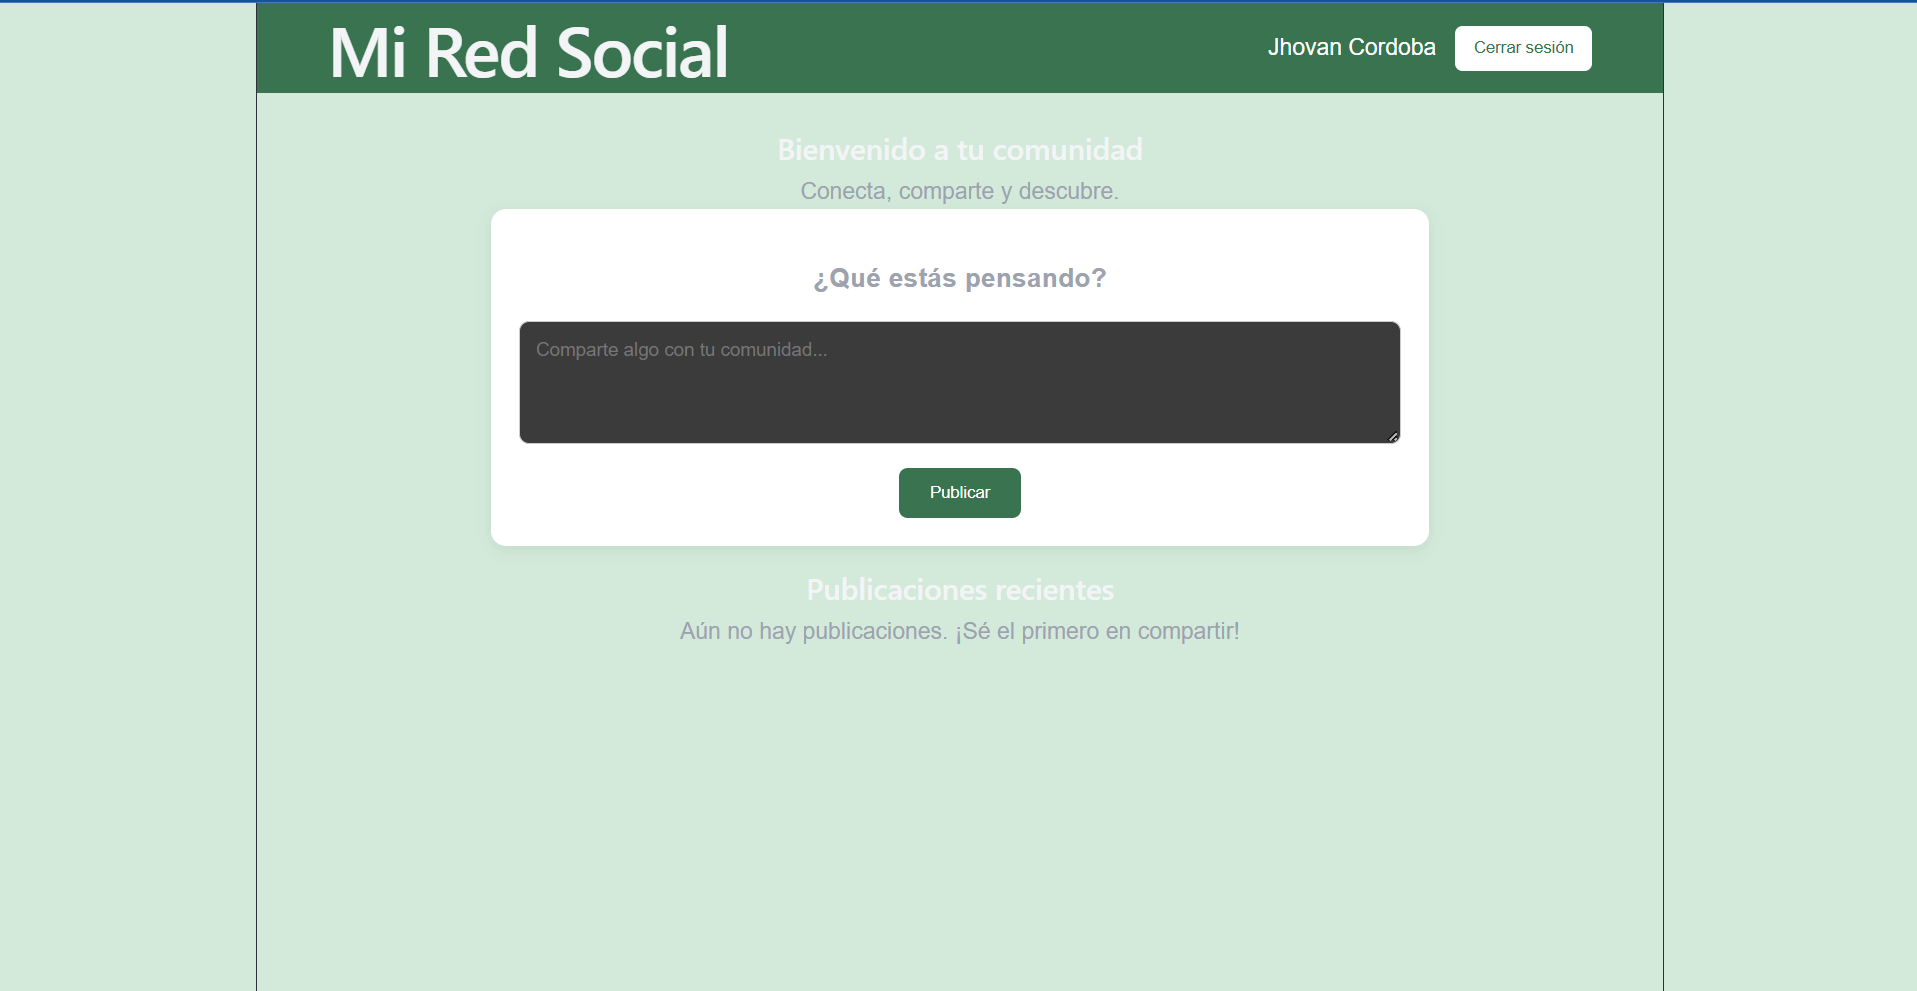 Mi Red Social
Jhovan Cordoba
Cerrar sesión
Bienvenido a tu comunidad
Conecta, comparte y descubre.
¿Qué estás pensando?
Comparte algo con tu comunidad...
Publicar
Publicaciones recientes
Aún no hay publicaciones. ¡Sé el primero en compartir!